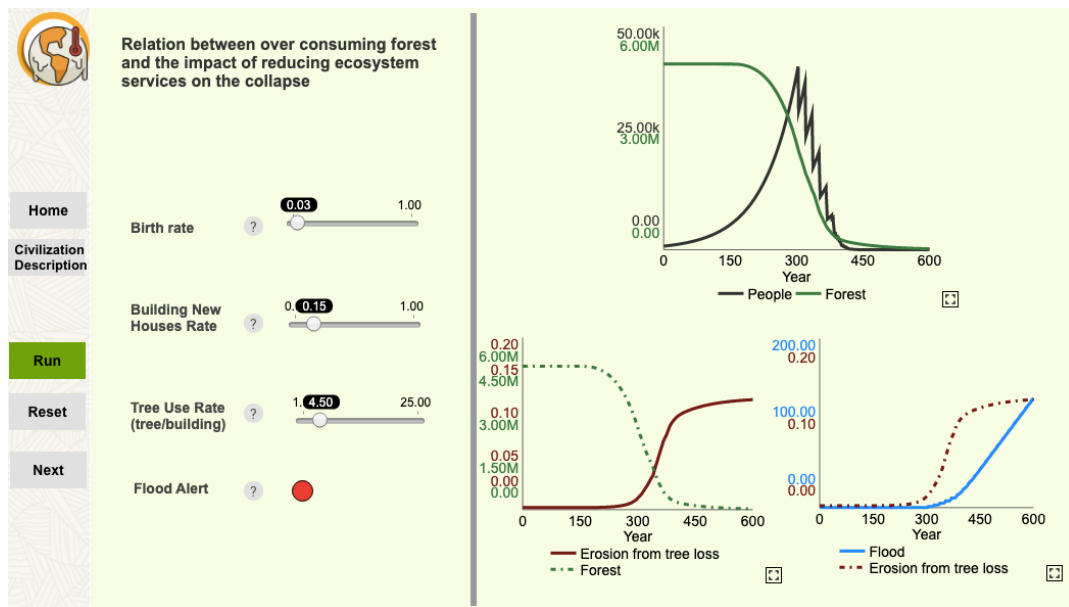 Relation between over consuming forest
and the impact of reducing ecosystem
services on the collapse
Home
Civilization
Description
Run
Reset
Next
Birth rate
?
0.03
1.00
Building New
Houses Rate
?
0.
0.15
1.00
Tree Use Rate
(tree/building)
?
1.
4.50
25.00
Flood Alert
?
50.00k
6.00M
25.00k
3.00M
0.00
0.00
0
150
300
450
600
Year
People
Forest
0.20
6.00M
0.15
4.50M
0.10
3.00M
0.05
1.50M
0.00
0.00
0
150
300
450
600
Year
Erosion from tree loss
Forest
200.00
0.20
100.00
0.10
0.00
0.00
0
150
300
450
600
Year
Flood
Erosion from tree loss